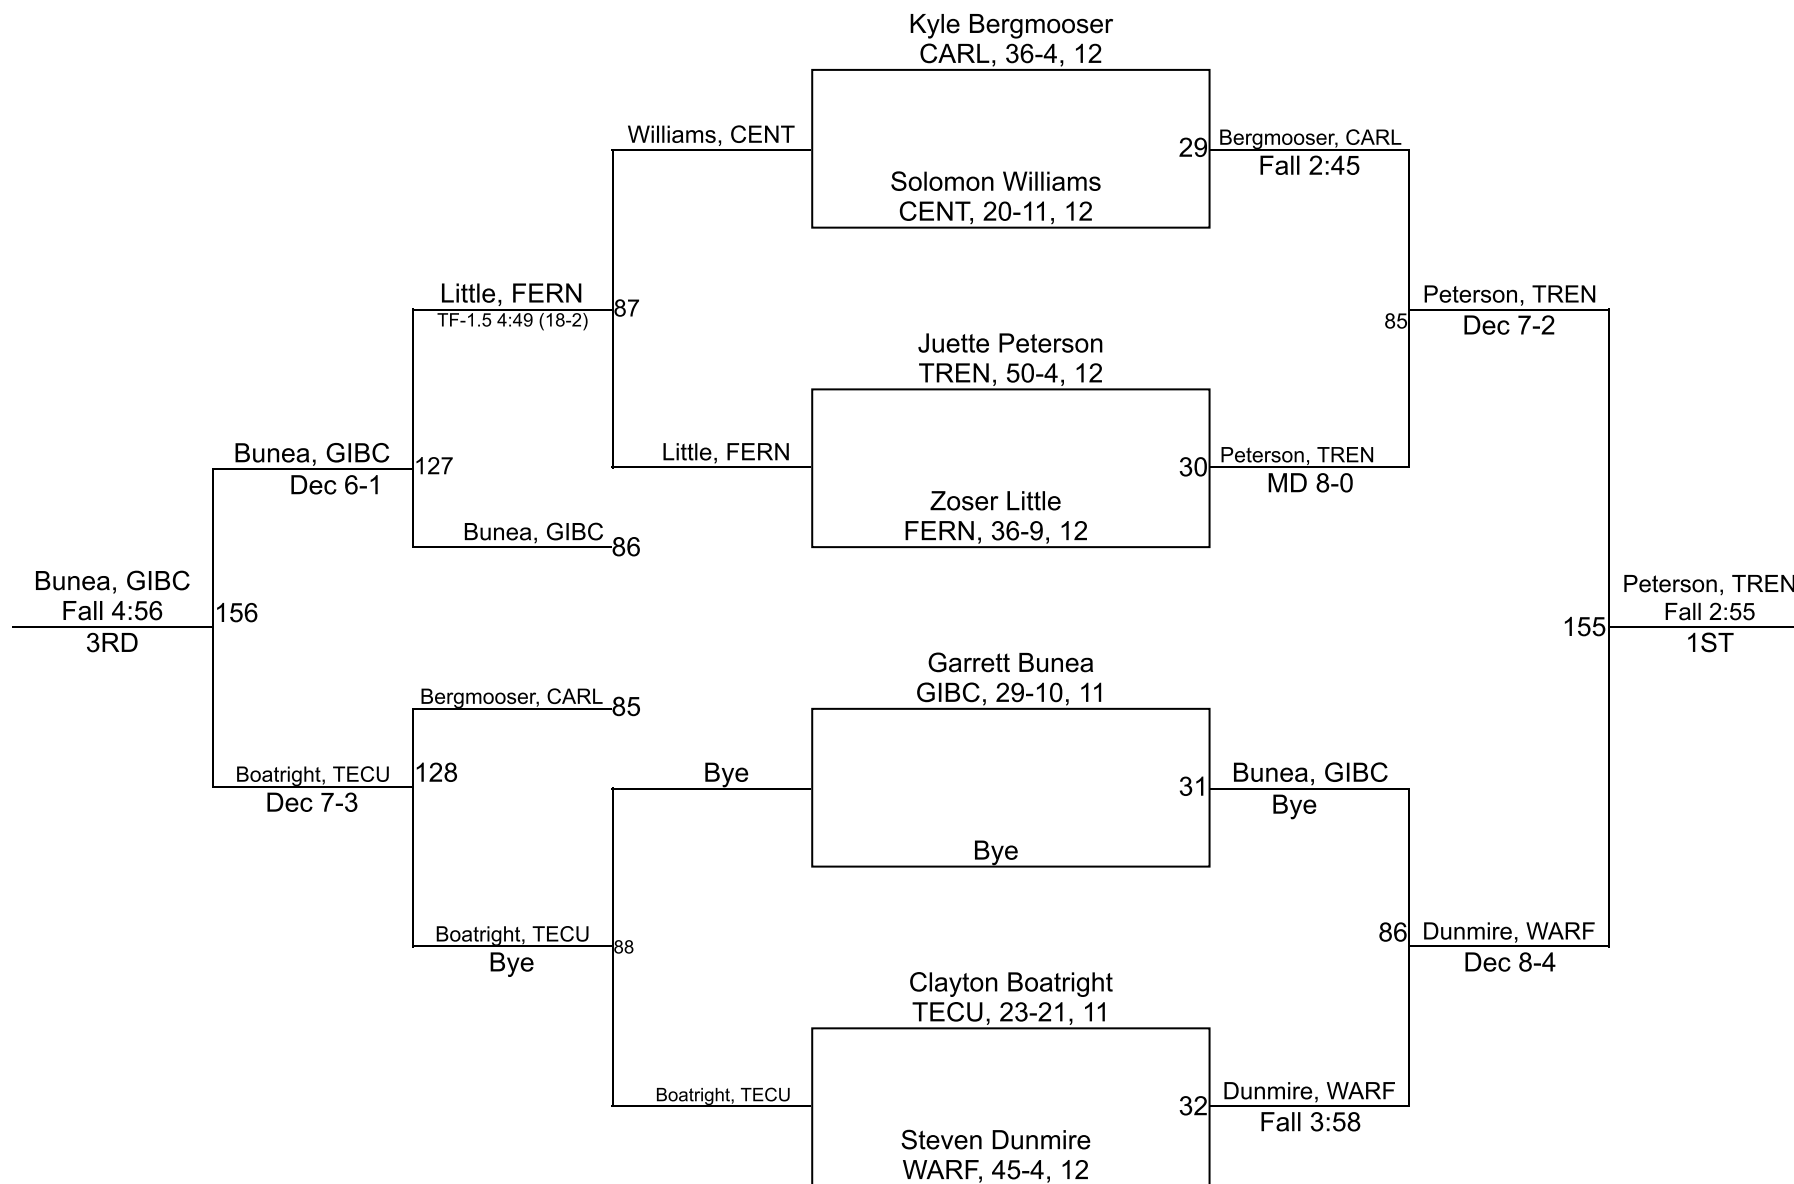 Kyle Bergmooser
CARL, 36-4, 12
Williams, CENT
29
Bergmooser, CARL
Fall 2:45
Solomon Williams
CENT, 20-11, 12
Little, FERN
TF-1.5 4:49 (18-2)
87
Peterson, TREN
Dec 7-2
85
Juette Peterson
TREN, 50-4, 12
Bunea, GIBC
Dec 6-1
127
Little, FERN
30
Peterson, TREN
MD 8-0
Zoser Little
FERN, 36-9, 12
Bunea, GIBC
86
Bunea, GIBC
Fall 4:56
3RD
156
155
Peterson, TREN
Fall 2:55
1ST
Garrett Bunea
GIBC, 29-10, 11
Bergmooser, CARL
85
Boatright, TECU
Dec 7-3
128
Bye
31
Bunea, GIBC
Bye
Bye
Boatright, TECU
Bye
88
86
Dunmire, WARF
Dec 8-4
Clayton Boatright
TECU, 23-21, 11
Boatright, TECU
32
Dunmire, WARF
Fall 3:58
Steven Dunmire
WARF, 45-4, 12